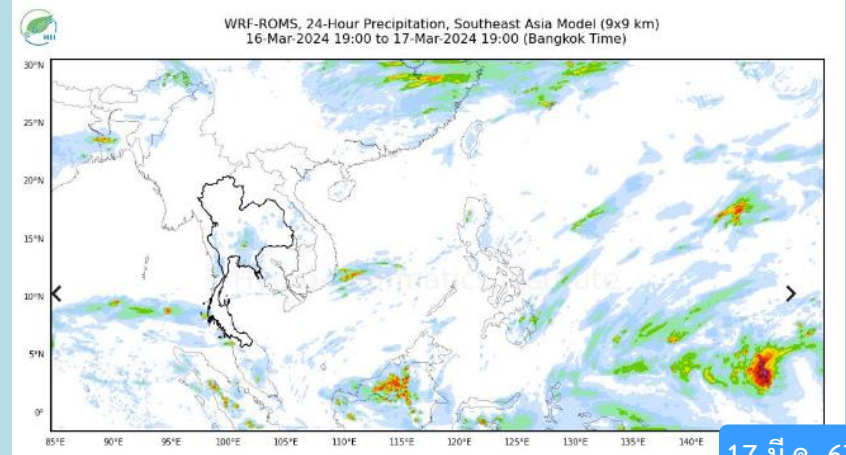 HII
WRF-ROMS, 24-Hour Precipitation, Southeast Asia Model (9x9 km)
16-Mar-2024 19:00 to 17-Mar-2024 19:00 (Bangkok Time)
30°N
25°N
20°N
15°N
10°N
5°N
0°
85°E 90°E 95°E 100°E 105°E 110°E 115°E 120°E 125°E 130°E 135°E 140°E
17 มี.ค. 67